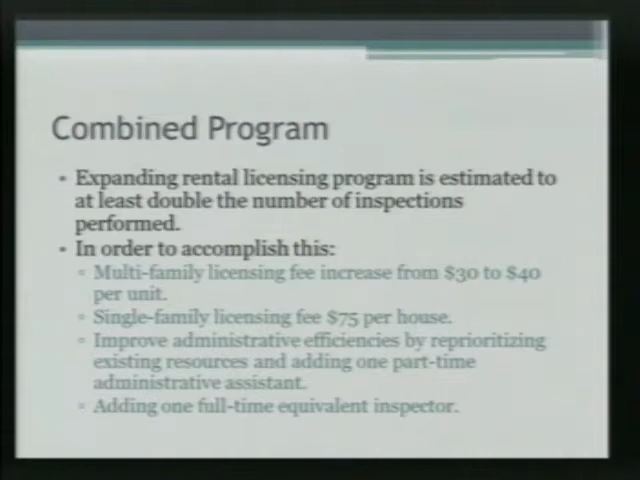 Combined Program
• Expanding rental licensing program is estimated to
at least double the number of inspections
performed.
• In order to accomplish this:
▫ Multi-family licensing fee increase from $30 to $40
per unit.
▫ Single-family licensing fee $75 per house.
▫ Improve administrative efficiencies by reprioritizing
existing resources and adding one part-time
administrative assistant.
▫ Adding one full-time equivalent inspector.